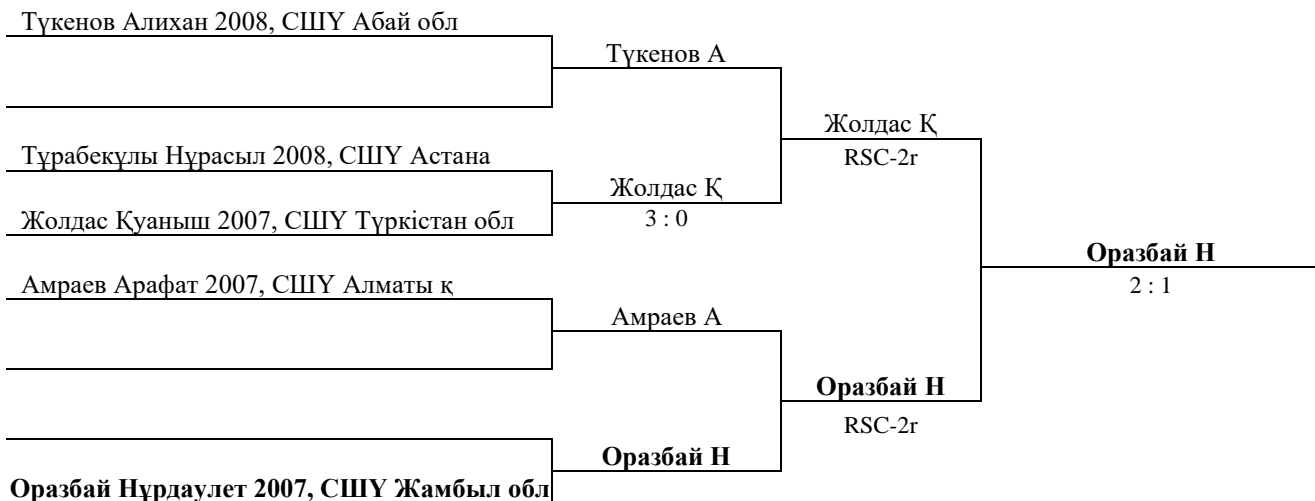 Түкенов Алихан 2008, СШҮ Абай обл
Түкенов А
Жолдас Қ
Тұрабекұлы Нұрасыл 2008, СШҮ Астана
RSC-2r
Жолдас Қ
Жолдас Қуаныш 2007, СШҮ Түркістан обл
3 : 0
Оразбай Н
Амраев Арафат 2007, СШҮ Алматы қ
2 : 1
Амраев А
Оразбай Н
RSC-2r
Оразбай Н
Оразбай Нұрдаулет 2007, СШҮ Жамбыл обл